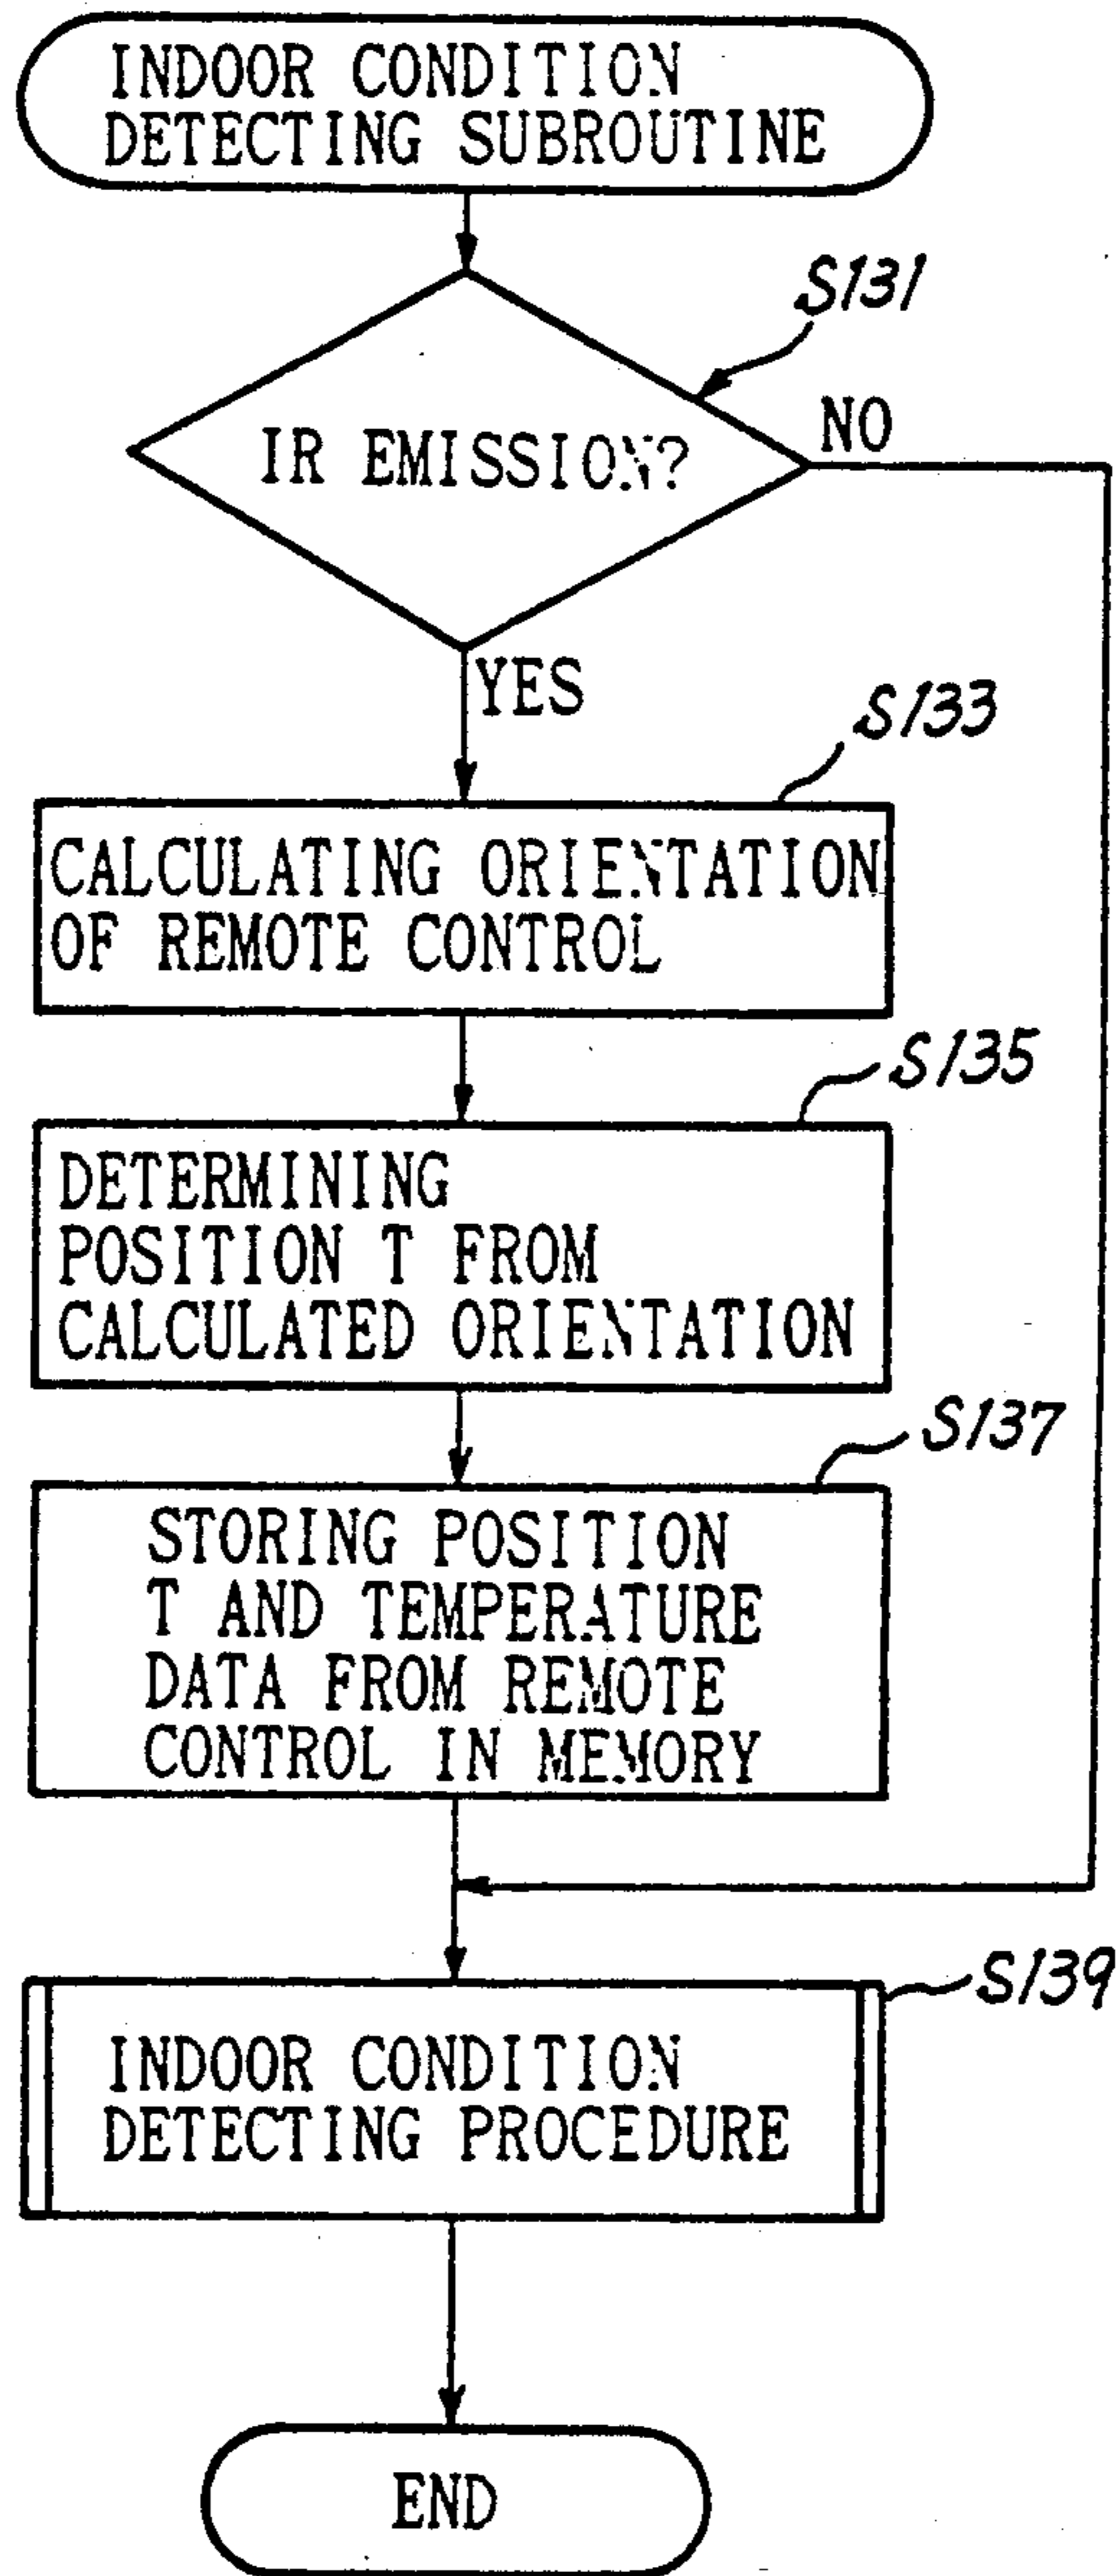 INDOOR CONDITION
DETECTING SUBROUTINE
S131
NO
IR EMISSION?
YES
S133
CALCULATING ORIENTATION
OF REMOTE CONTROL
S135
DETERMINING
POSITION T FROM
CALCULATED ORIENTATION
S137
STORING POSITION
T AND TEMPERATURE
DATA FROM REMOTE
CONTROL IN MEMORY
S139
INDOOR CONDITION
DETECTING PROCEDURE
END